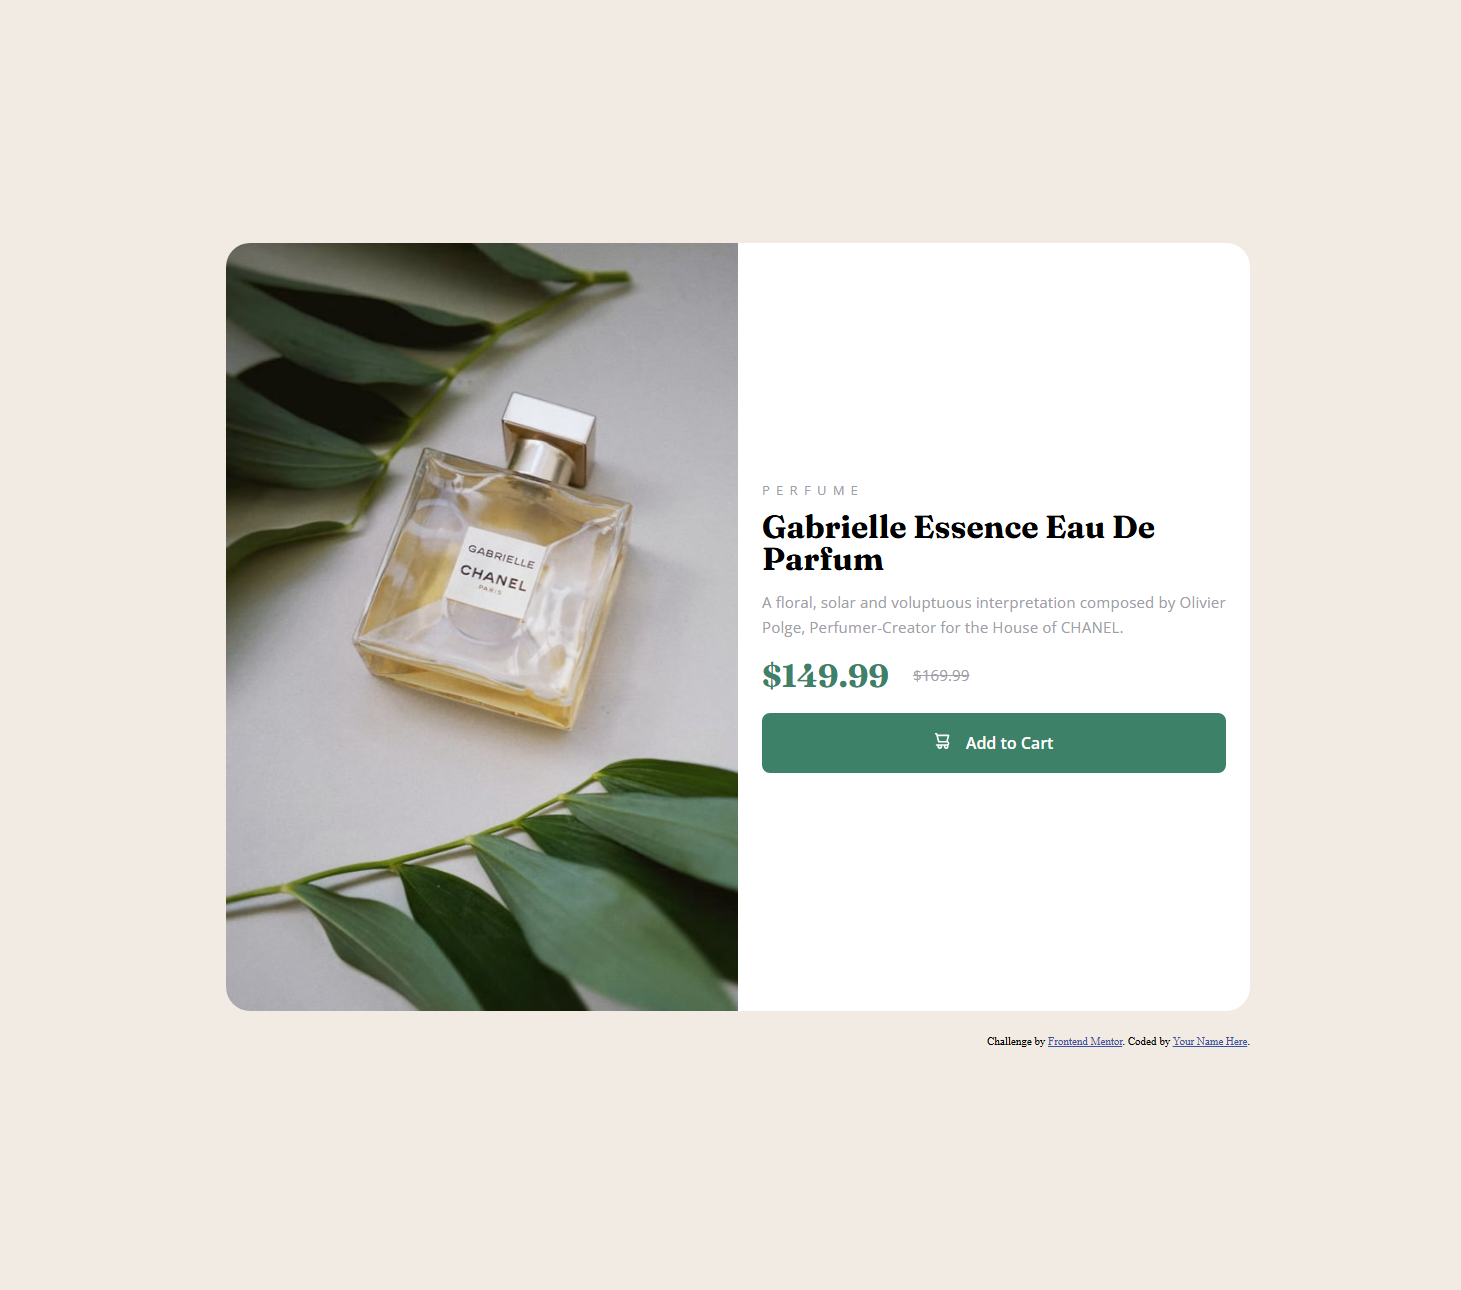 GABRIELLE
CHANEL
PARIS
PERFUME
Gabrielle Essence Eau De
Parfum
A floral, solar and voluptuous interpretation composed by Olivier
Polge, Perfumer-Creator for the House of CHANEL.
$149.99 $169.99
Add to Cart
Challenge by Frontend Mentor. Coded by Your Name Here.